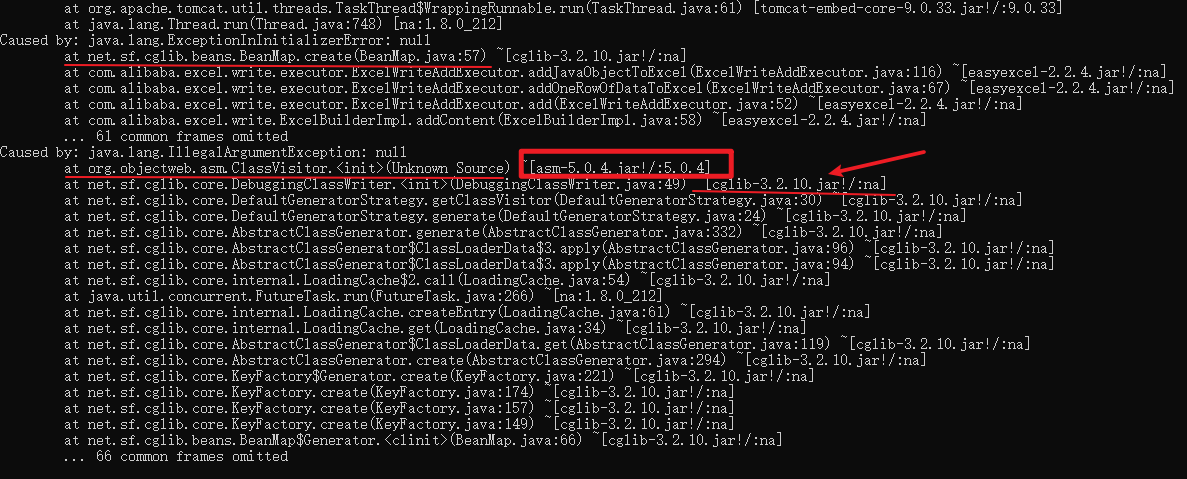 at org.apache.tomcat.util.threads.TaskThread$WrappingRunnable.run(TaskThread.java:61) [tomcat-embed-core-9.0.33.jar!/:9.0.33]
at java.lang.Thread.run(Thread.java:748) [na:1.8.0_212]
Caused by: java.lang.ExceptionInInitializerError: null
at net.sf.cglib.beans.BeanMap.create(BeanMap.java:57) ~[cglib-3.2.10.jar!/:na]
at com.alibaba.excel.write.executor.ExcelWriteAddExecutor.addJavaObjectToExcel(ExcelWriteAddExecutor.java:116) ~[easyexcel-2.2.4.jar!/:na]
at com.alibaba.excel.write.executor.ExcelWriteAddExecutor.addOneRowOfDataToExcel(ExcelWriteAddExecutor.java:67) ~[easyexcel-2.2.4.jar!/:na]
at com.alibaba.excel.write.executor.ExcelWriteAddExecutor.add(ExcelWriteAddExecutor.java:52) ~[easyexcel-2.2.4.jar!/:na]
at com.alibaba.excel.write.ExcelBuilderImpl.addContent(ExcelBuilderImpl.java:58) ~[easyexcel-2.2.4.jar!/:na]
... 61 common frames omitted
Caused by: java.lang.IllegalArgumentException: null
at org.objectweb.asm.ClassVisitor.<init>(Unknown Source) ~[asm-5.0.4.jar!/:5.0.4]
at net.sf.cglib.core.DebuggingClassWriter.<init>(DebuggingClassWriter.java:49) ~[cglib-3.2.10.jar!/:na]
at net.sf.cglib.core.DefaultGeneratorStrategy.getClassVisitor(DefaultGeneratorStrategy.java:30) ~[cglib-3.2.10.jar!/:na]
at net.sf.cglib.core.DefaultGeneratorStrategy.generate(DefaultGeneratorStrategy.java:24) ~[cglib-3.2.10.jar!/:na]
at net.sf.cglib.core.AbstractClassGenerator.generate(AbstractClassGenerator.java:332) ~[cglib-3.2.10.jar!/:na]
at net.sf.cglib.core.AbstractClassGenerator$ClassLoaderData$3.apply(AbstractClassGenerator.java:96) ~[cglib-3.2.10.jar!/:na]
at net.sf.cglib.core.AbstractClassGenerator$ClassLoaderData$3.apply(AbstractClassGenerator.java:94) ~[cglib-3.2.10.jar!/:na]
at net.sf.cglib.core.internal.LoadingCache$2.call(LoadingCache.java:54) ~[cglib-3.2.10.jar!/:na]
at java.util.concurrent.FutureTask.run(FutureTask.java:266) ~[na:1.8.0_212]
at net.sf.cglib.core.internal.LoadingCache.createEntry(LoadingCache.java:61) ~[cglib-3.2.10.jar!/:na]
at net.sf.cglib.core.internal.LoadingCache.get(LoadingCache.java:34) ~[cglib-3.2.10.jar!/:na]
at net.sf.cglib.core.AbstractClassGenerator$ClassLoaderData.get(AbstractClassGenerator.java:119) ~[cglib-3.2.10.jar!/:na]
at net.sf.cglib.core.AbstractClassGenerator.create(AbstractClassGenerator.java:294) ~[cglib-3.2.10.jar!/:na]
at net.sf.cglib.core.KeyFactory$Generator.create(KeyFactory.java:221) ~[cglib-3.2.10.jar!/:na]
at net.sf.cglib.core.KeyFactory.create(KeyFactory.java:174) ~[cglib-3.2.10.jar!/:na]
at net.sf.cglib.core.KeyFactory.create(KeyFactory.java:157) ~[cglib-3.2.10.jar!/:na]
at net.sf.cglib.core.KeyFactory.create(KeyFactory.java:149) ~[cglib-3.2.10.jar!/:na]
at net.sf.cglib.beans.BeanMap$Generator.<clinit>(BeanMap.java:66) ~[cglib-3.2.10.jar!/:na]
... 66 common frames omitted